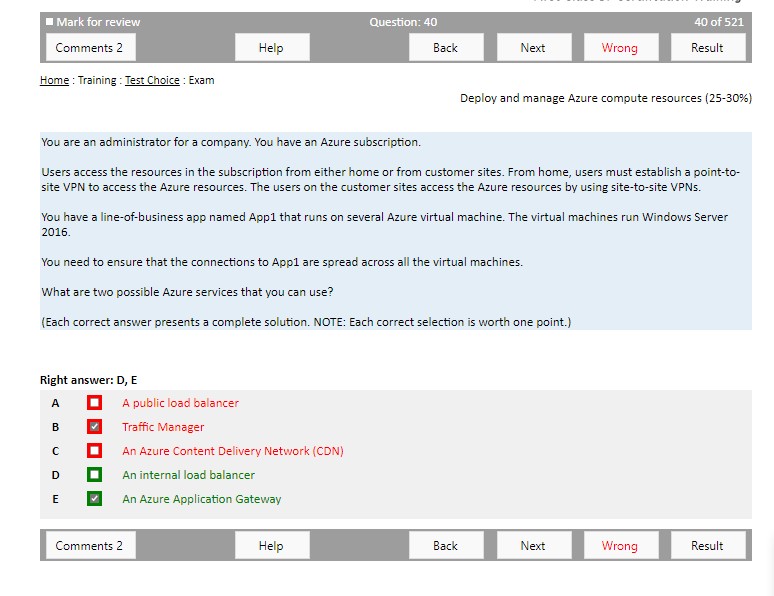 Mark for review Question: 40 40 of 521
Comments 2 Help Back Next Wrong Result
Home : Training : Test Choice : Exam
Deploy and manage Azure compute resources (25-30%)
You are an administrator for a company. You have an Azure subscription.
Users access the resources in the subscription from either home or from customer sites. From home, users must establish a point-to-
site VPN to access the Azure resources. The users on the customer sites access the Azure resources by using site-to-site VPNs.
You have a line-of-business app named App1 that runs on several Azure virtual machine. The virtual machines run Windows Server
2016.
You need to ensure that the connections to App1 are spread across all the virtual machines.
What are two possible Azure services that you can use?
(Each correct answer presents a complete solution. NOTE: Each correct selection is worth one point.)
Right answer: D, E
A A public load balancer
B Traffic Manager
C An Azure Content Delivery Network (CDN)
D An internal load balancer
E An Azure Application Gateway
Comments 2 Help Back Next Wrong Result